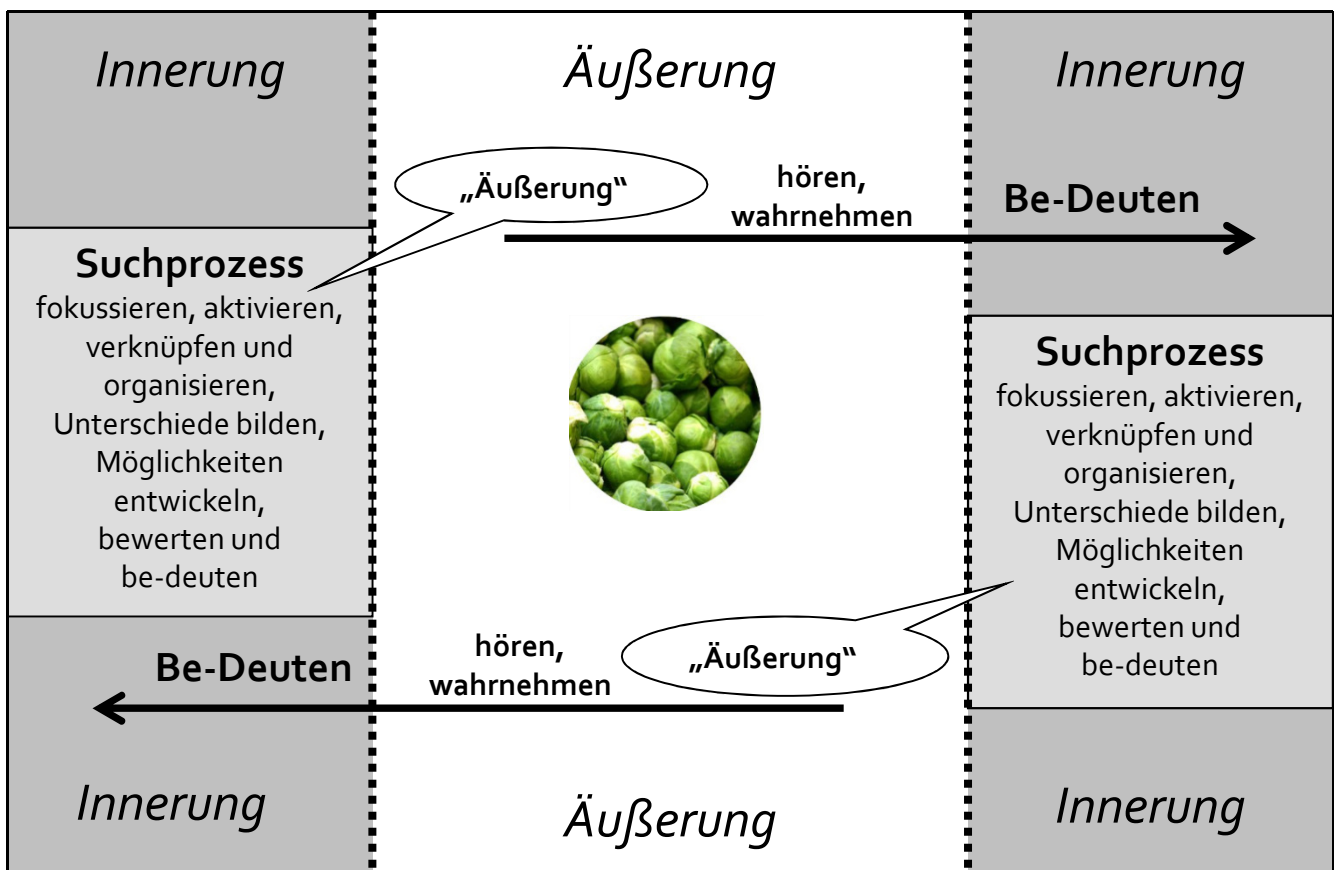 Innerung
Äußerung
Innerung
„Äußerung“
hören,
wahrnehmen
Be-Deuten
Suchprozess
fokussieren, aktivieren,
verknüpfen und
organisieren,
Unterschiede bilden,
Möglichkeiten
entwickeln,
bewerten und
be-deuten
Suchprozess
fokussieren, aktivieren,
verknüpfen und
organisieren,
Unterschiede bilden,
Möglichkeiten
entwickeln,
bewerten und
be-deuten
Be-Deuten
hören,
wahrnehmen
„Äußerung“
Innerung
Äußerung
Innerung